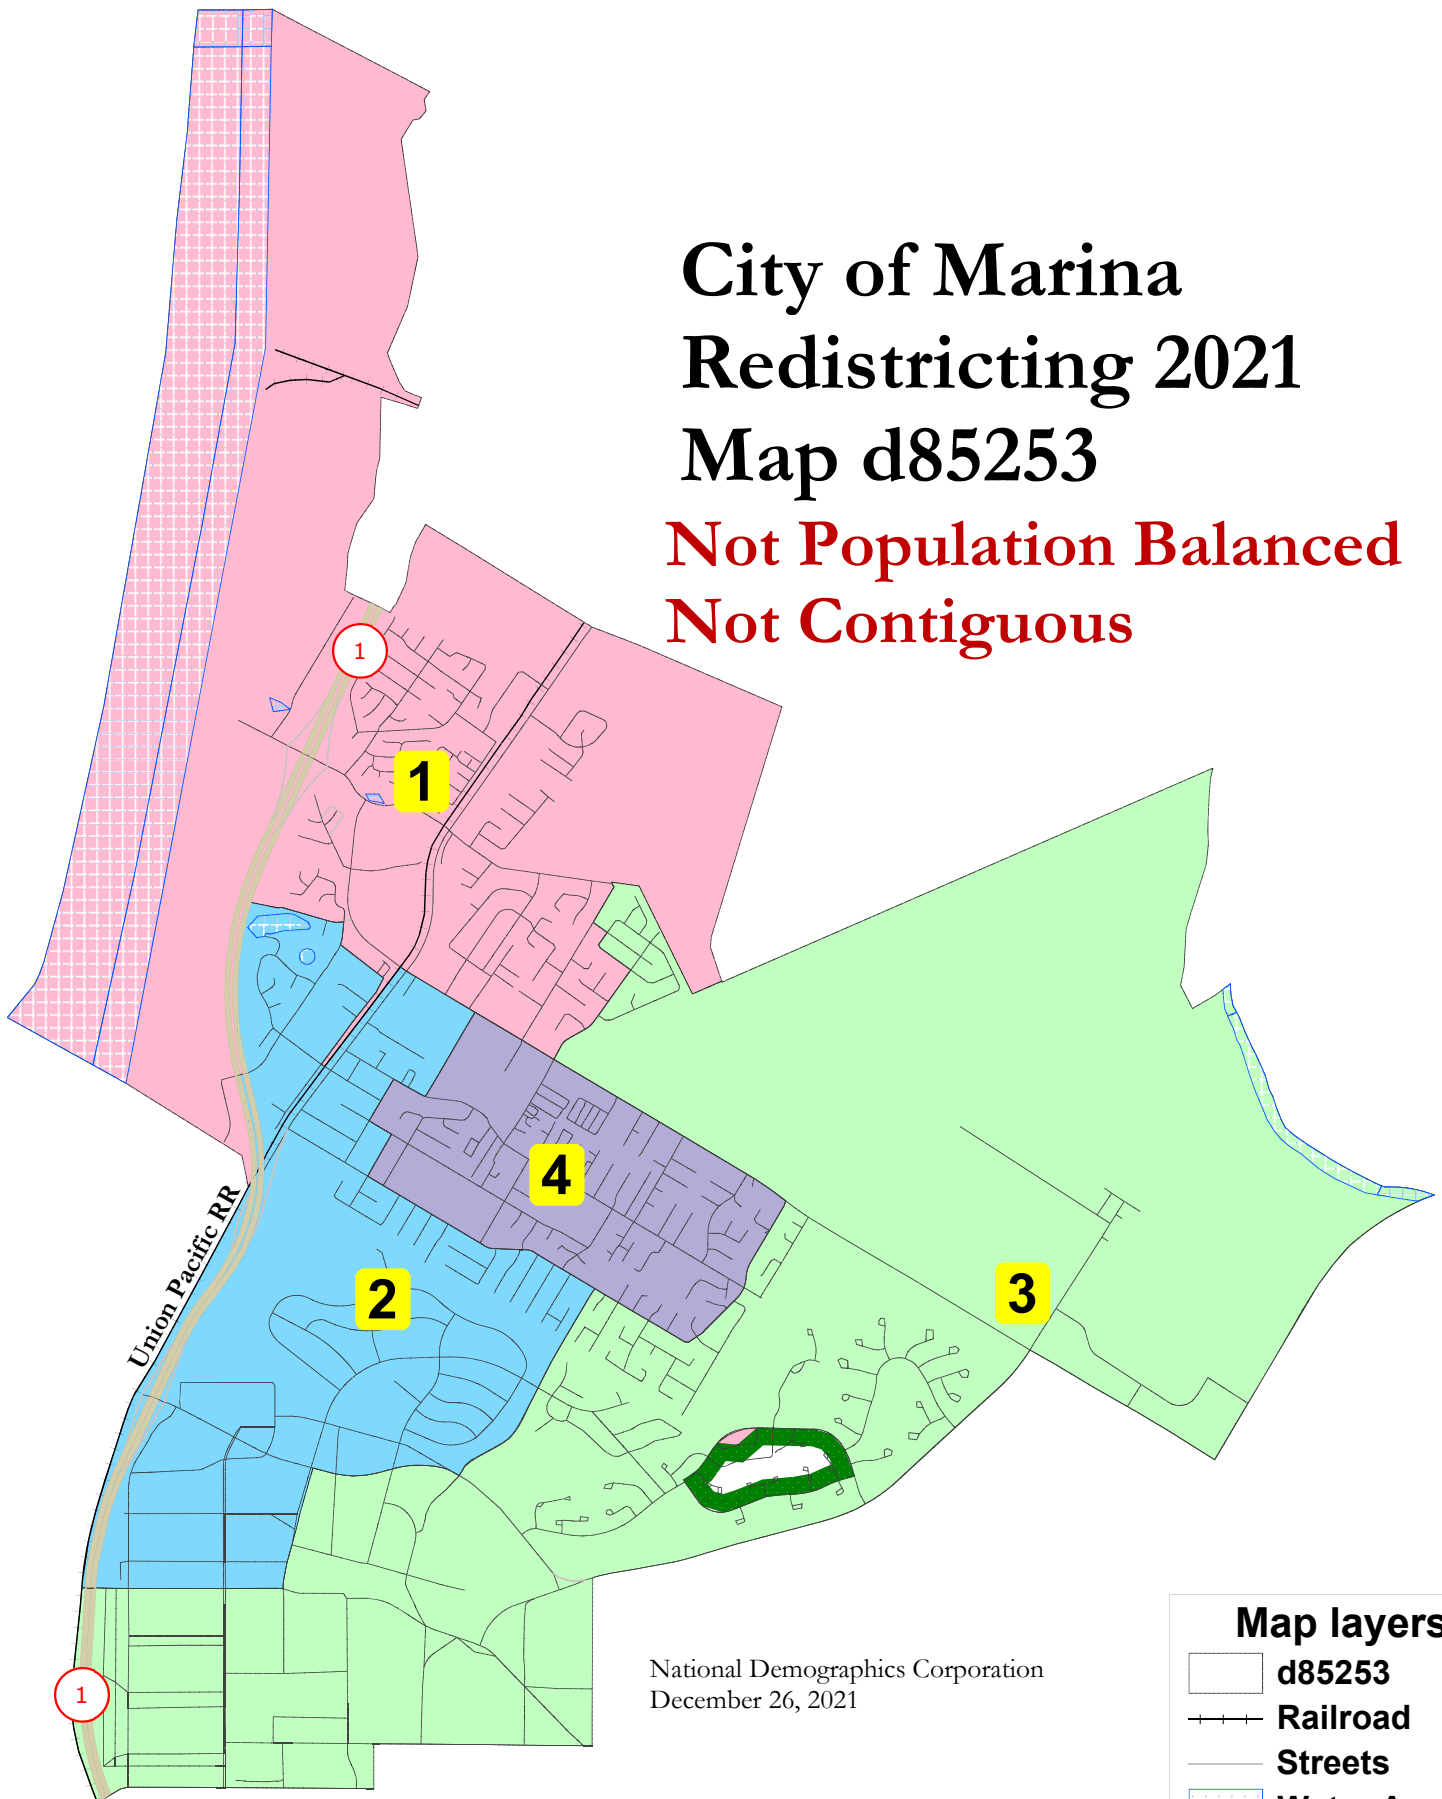 City of Marina
Redistricting 2021
Map d85253
Not Population Balanced
Not Contiguous
1
1
4
3
2
Union Pacific RR
1
National Demographics Corporation
December 26, 2021
Map layers
d85253
Railroad
Streets